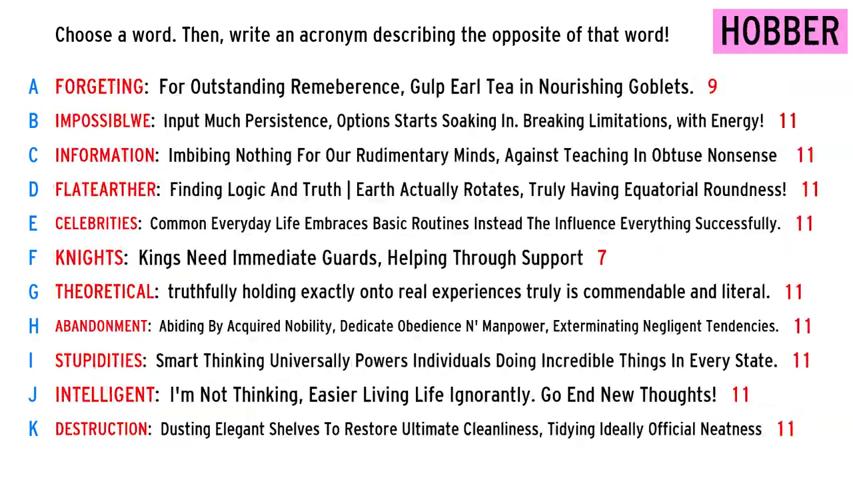 Choose a word. Then, write an acronym describing the opposite of that word! HOBBER
A FORGETING: For Outstanding Remeberence, Gulp Earl Tea in Nourishing Goblets. 9
B IMPOSSIBLWE: Input Much Persistence, Options Starts Soaking In. Breaking Limitations, with Energy! 11
C INFORMATION: Imbibing Nothing For Our Rudimentary Minds, Against Teaching In Obtuse Nonsense 11
D FLATEARTHER: Finding Logic And Truth | Earth Actually Rotates, Truly Having Equatorial Roundness! 11
E CELEBRITIES: Common Everyday Life Embraces Basic Routines Instead The Influence Everything Successfully. 11
F KNIGHTS: Kings Need Immediate Guards, Helping Through Support 7
G THEORETICAL: truthfully holding exactly onto real experiences truly is commendable and literal. 11
H ABANDONMENT: Abiding By Acquired Nobility, Dedicate Obedience N' Manpower, Exterminating Negligent Tendencies. 11
I STUPIDITIES: Smart Thinking Universally Powers Individuals Doing Incredible Things In Every State. 11
J INTELLIGENT: I'm Not Thinking, Easier Living Life Ignorantly. Go End New Thoughts! 11
K DESTRUCTION: Dusting Elegant Shelves To Restore Ultimate Cleanliness, Tidying Ideally Official Neatness 11